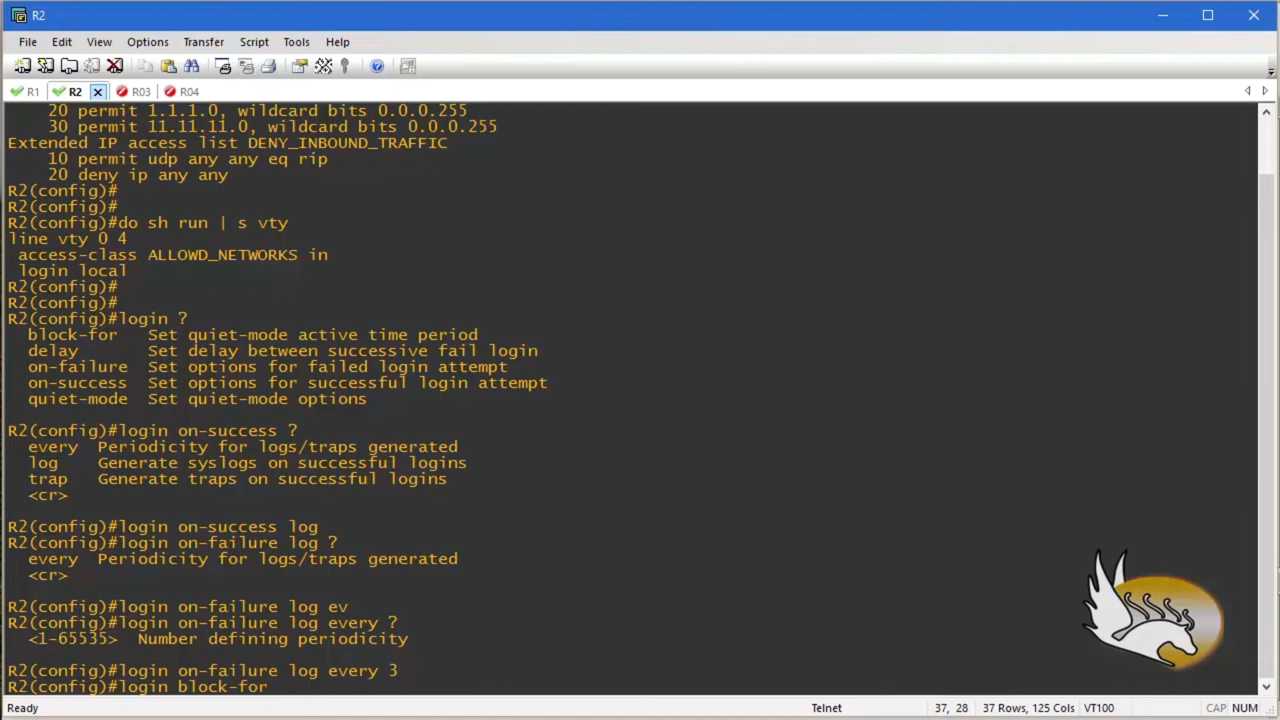 R2
File Edit View Options Transfer Script Tools Help
R1 R2 R03 R04
20 permit 1.1.1.0, wildcard bits 0.0.0.255
30 permit 11.11.11.0, wildcard bits 0.0.0.255
Extended IP access list DENY_INBOUND_TRAFFIC
10 permit udp any any eq rip
20 deny ip any any
R2(config)#
R2(config)#
R2(config)#do sh run | s vty
line vty 0 4
access-class ALLOWD_NETWORKS in
login local
R2(config)#
R2(config)#
R2(config)#login ?
block-for Set quiet-mode active time period
delay Set delay between successive fail login
on-failure Set options for failed login attempt
on-success Set options for successful login attempt
quiet-mode Set quiet-mode options
R2(config)#login on-success ?
every Periodicity for logs/traps generated
log Generate syslogs on successful logins
trap Generate traps on successful logins
<cr>
R2(config)#login on-success log
R2(config)#login on-failure log ?
every Periodicity for logs/traps generated
<cr>
R2(config)#login on-failure log ev
R2(config)#login on-failure log every ?
<1-65535> Number defining periodicity
R2(config)#login on-failure log every 3
R2(config)#login block-for
Ready Telnet 37, 28 37 Rows, 125 Cols VT100 CAP NUM